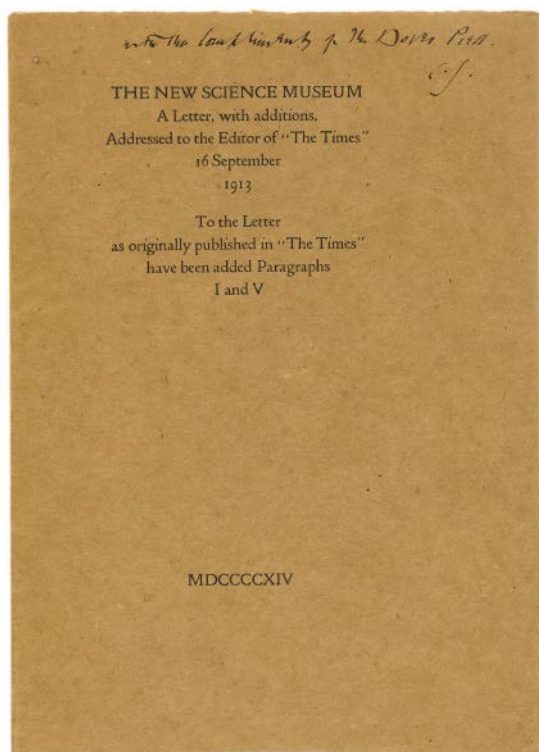 with the compliments of the Doves Press.
C.S.
THE NEW SCIENCE MUSEUM
A Letter, with additions,
Addressed to the Editor of “The Times”
16 September
1913
To the Letter
as originally published in “The Times”
have been added Paragraphs
I and V
MDCCCCXIV